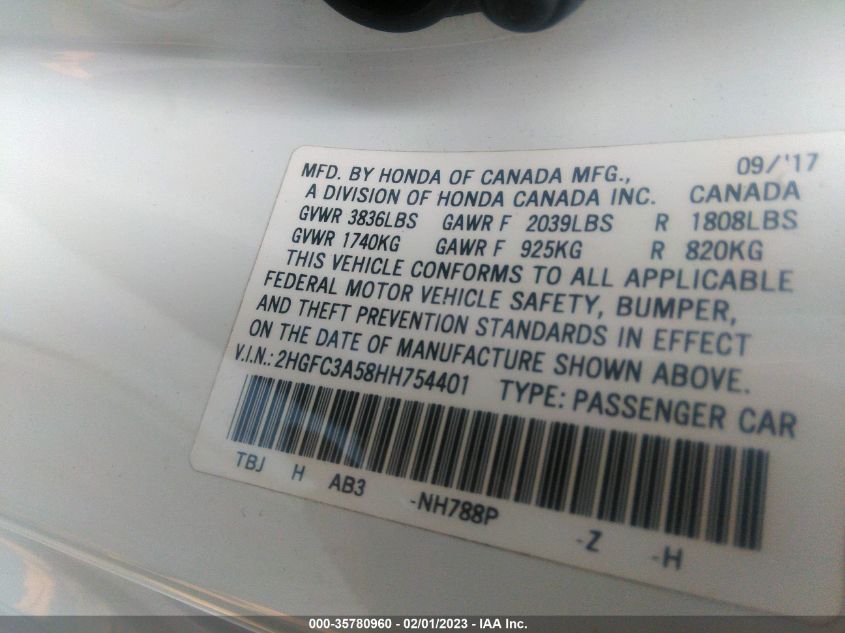 MFD. BY HONDA OF CANADA MFG., 09/'17
A DIVISION OF HONDA CANADA INC. CANADA
GVWR 3836LBS GAWR F 2039LBS R 1808LBS
GVWR 1740KG GAWR F 925KG R 820KG
THIS VEHICLE CONFORMS TO ALL APPLICABLE
FEDERAL MOTOR VEHICLE SAFETY, BUMPER,
AND THEFT PREVENTION STANDARDS IN EFFECT
ON THE DATE OF MANUFACTURE SHOWN ABOVE.
V.I.N.: 2HGFC3A58HH754401 TYPE: PASSENGER CAR
TBJ H AB3 -NH788P -Z -H
000-35780960 - 02/01/2023 - IAA Inc.